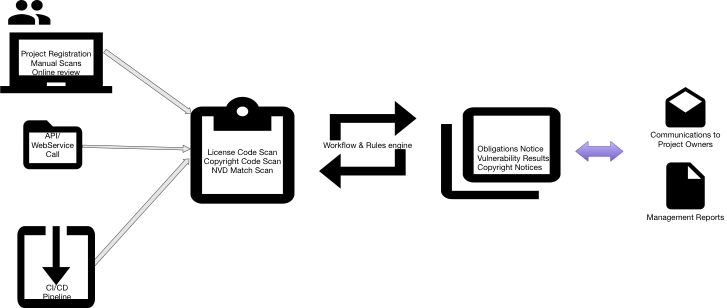 Project Registration
Manual Scans
Online review
API/
WebService
Call
CI/CD
Pipeline
License Code Scan
Copyright Code Scan
NVD Match Scan
Workflow & Rules engine
Obligations Notice
Vulnerability Results
Copyright Notices
Communications to
Project Owners
Management Reports